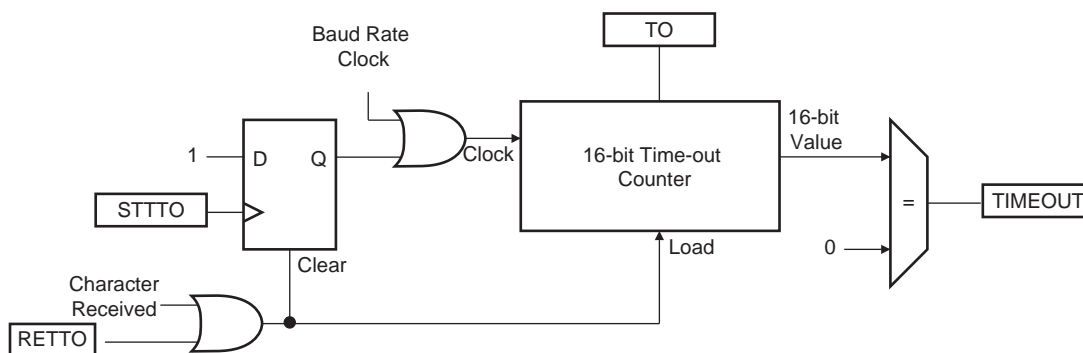 TO
Baud Rate
Clock
16-bit
Value
1
D
Q
Clock
16-bit Time-out
Counter
STTTO
=
TIMEOUT
Clear
Load
0
Character
Received
RETTO